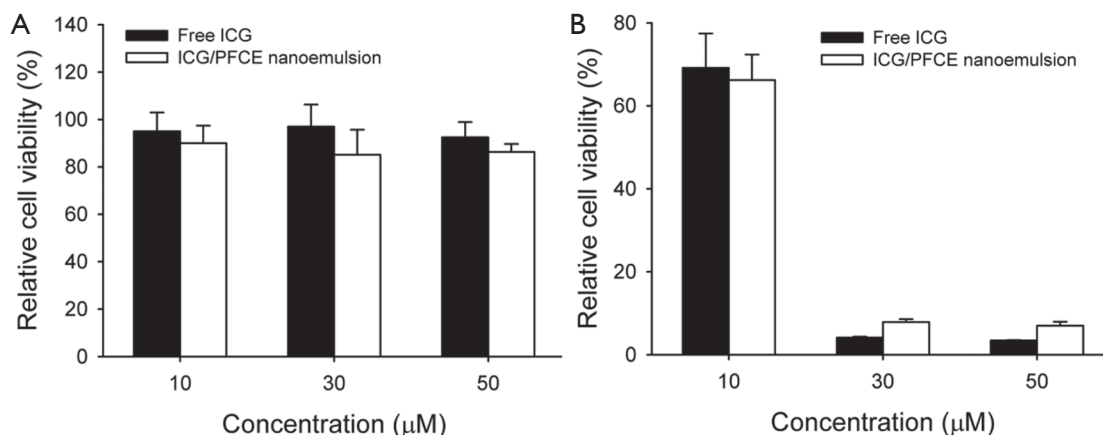 A
Relative cell viability (%)
140
120
100
80
60
40
20
0
Free ICG
ICG/PFCE nanoemulsion
10 30 50
Concentration (μM)
B
Relative cell viability (%)
80
60
40
20
0
Free ICG
ICG/PFCE nanoemulsion
10 30 50
Concentration (μM)